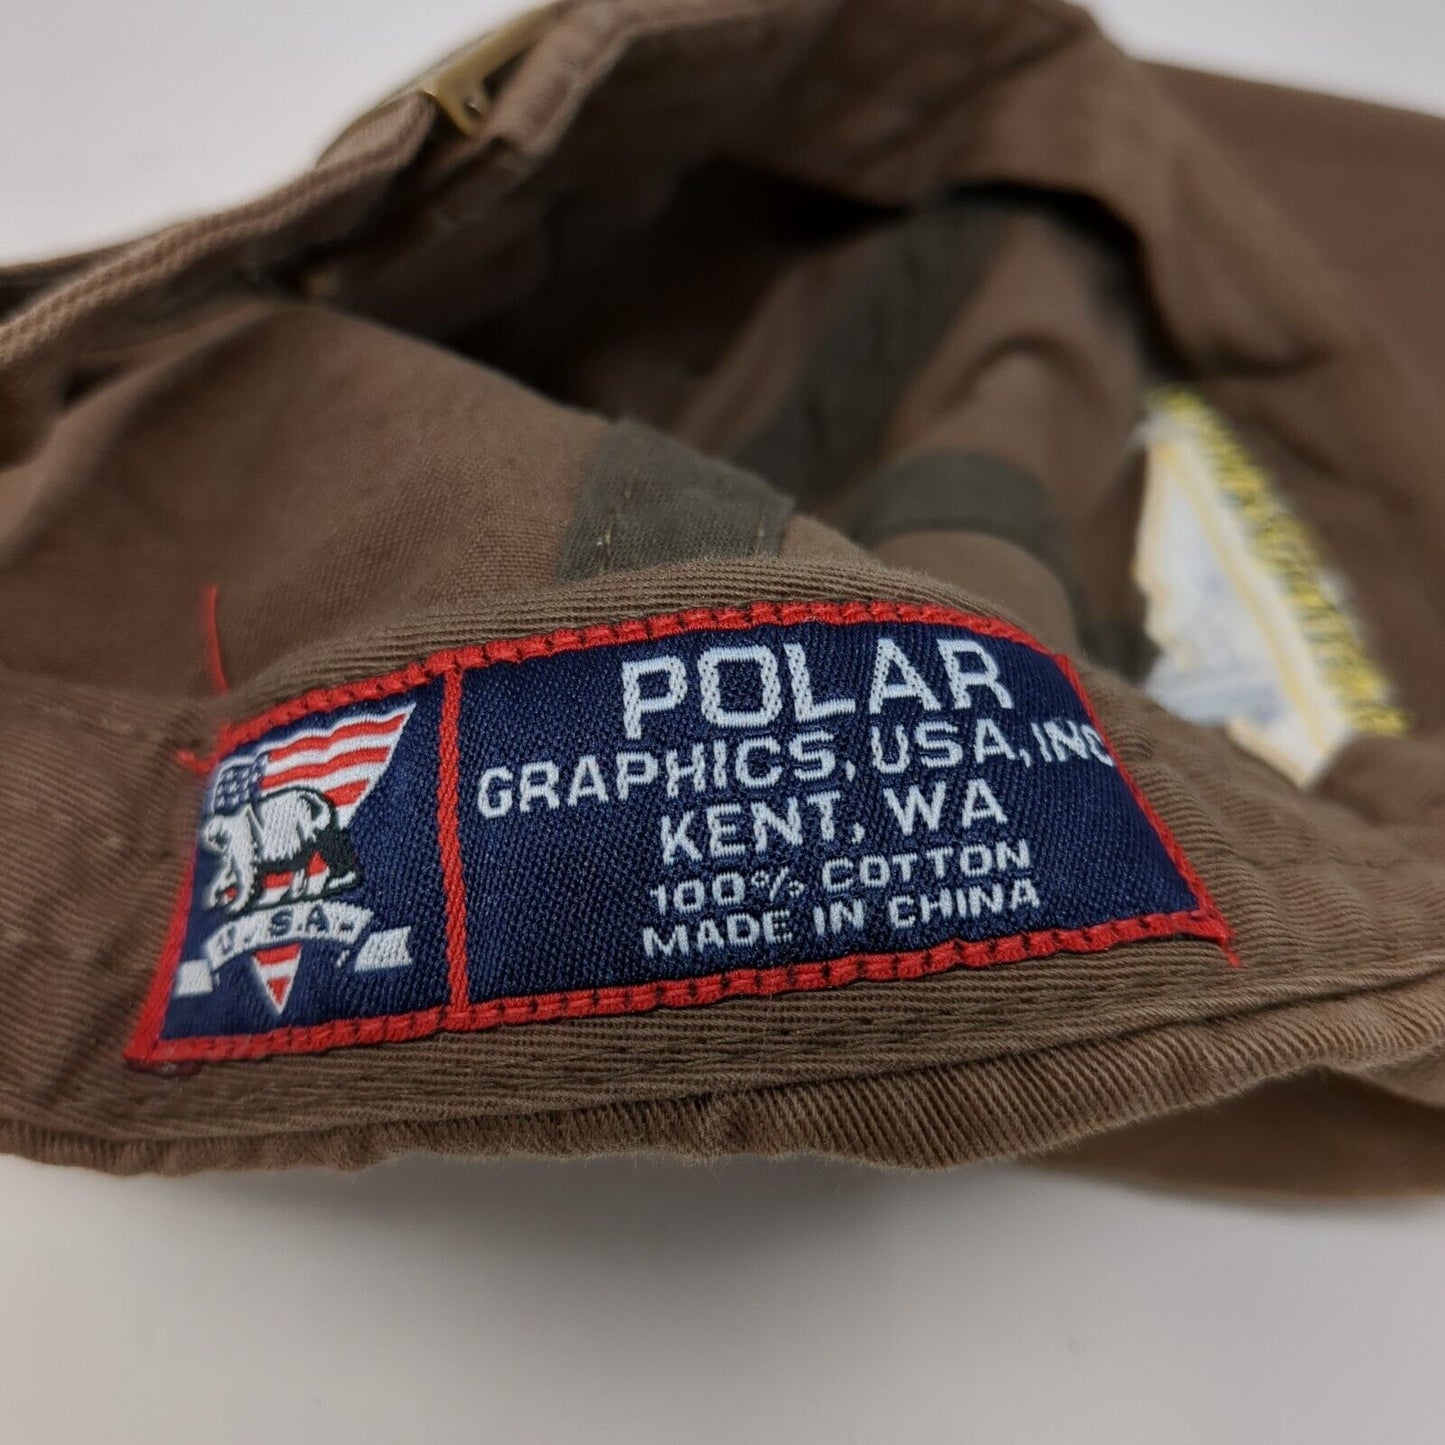 POLAR
GRAPHICS, USA, INC
KENT, WA
100% COTTON
MADE IN CHINA
U.S.A.